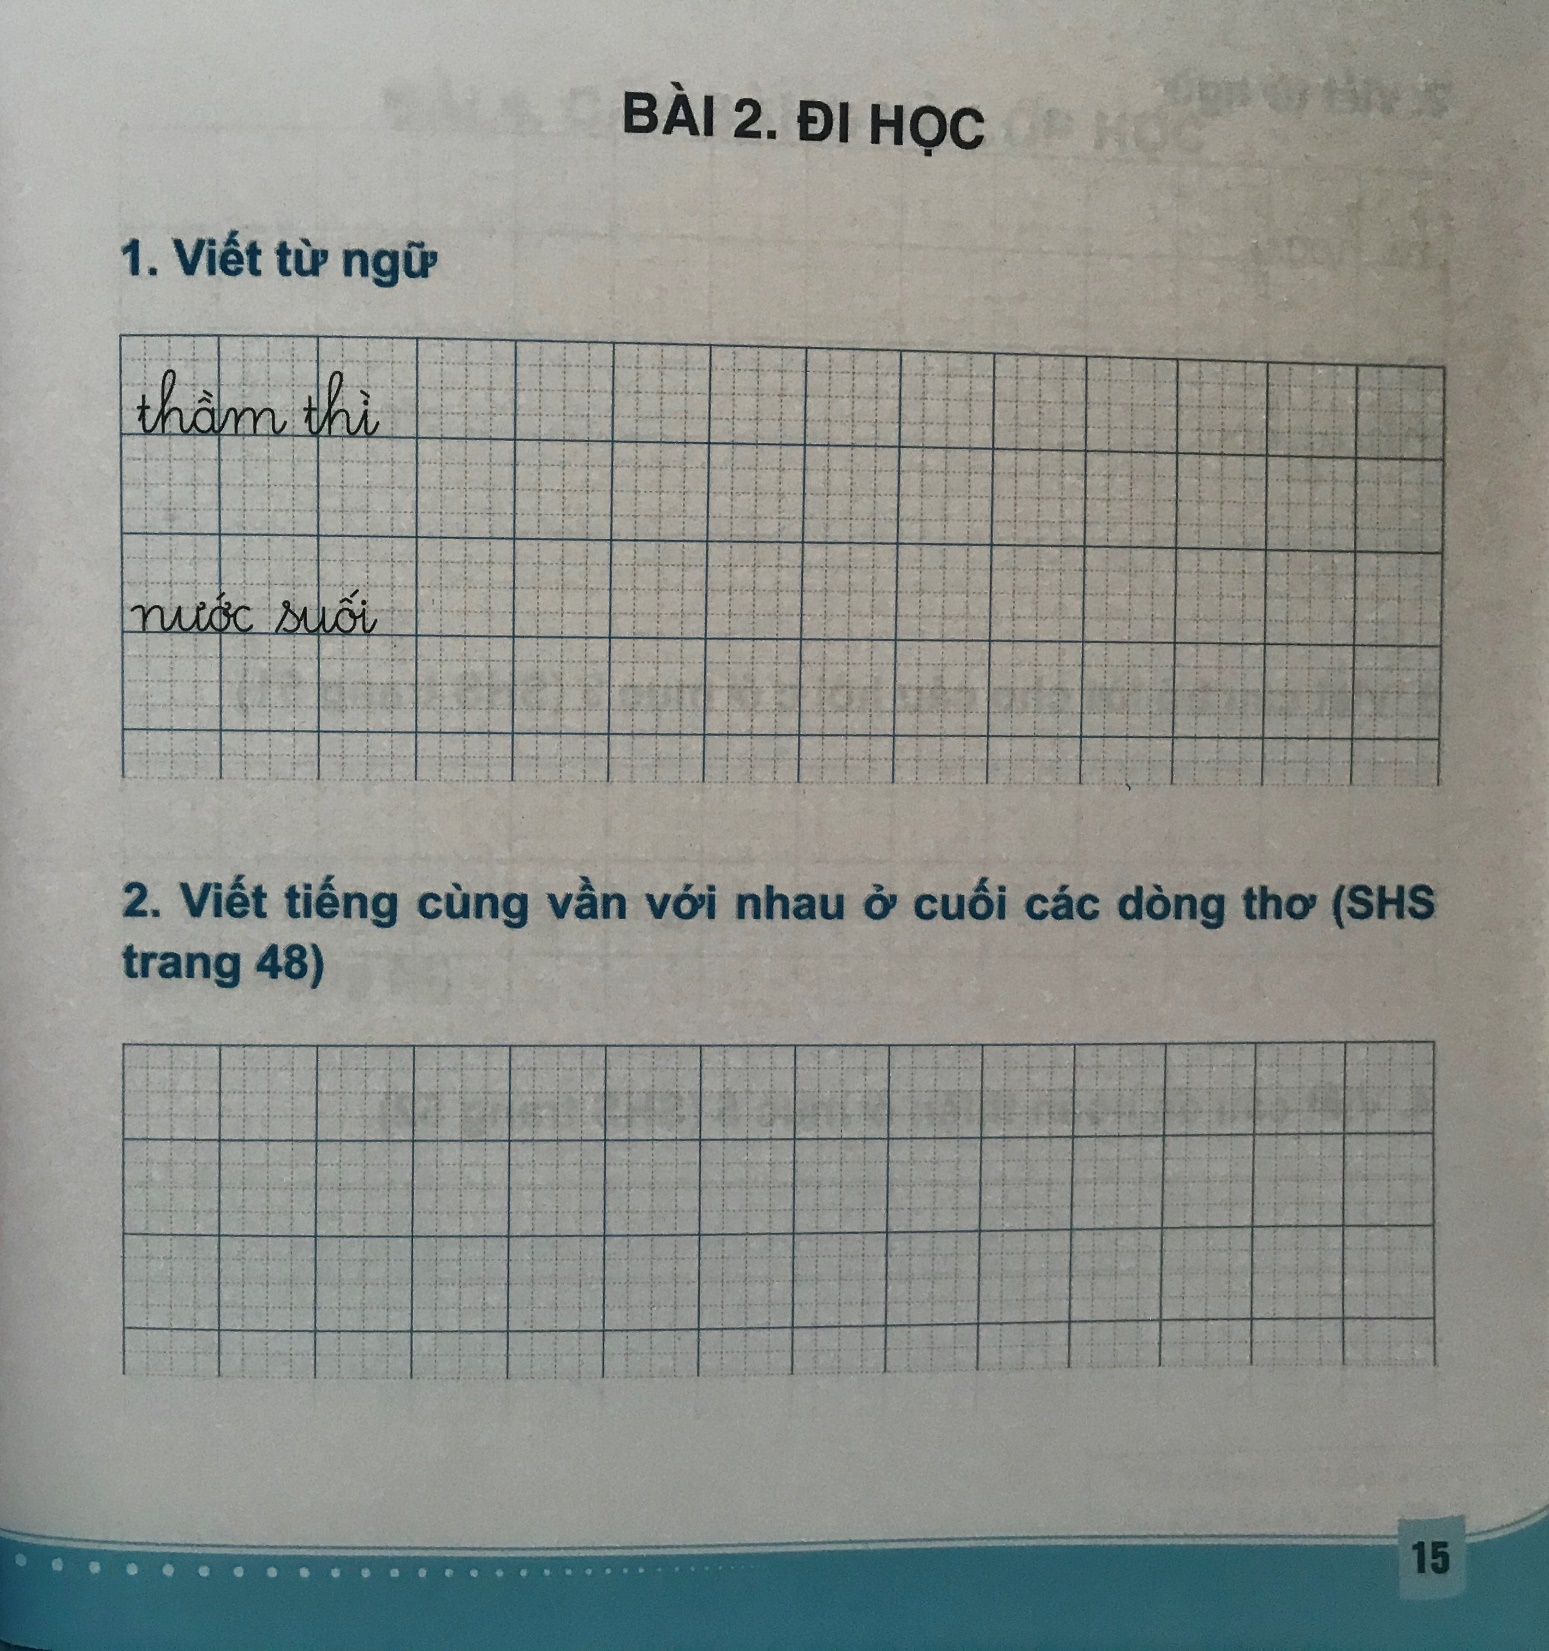 BÀI 2. ĐI HỌC
1. Viết từ ngữ
thầm thì
nước suối
2. Viết tiếng cùng vần với nhau ở cuối các dòng thơ (SHS
trang 48)
15